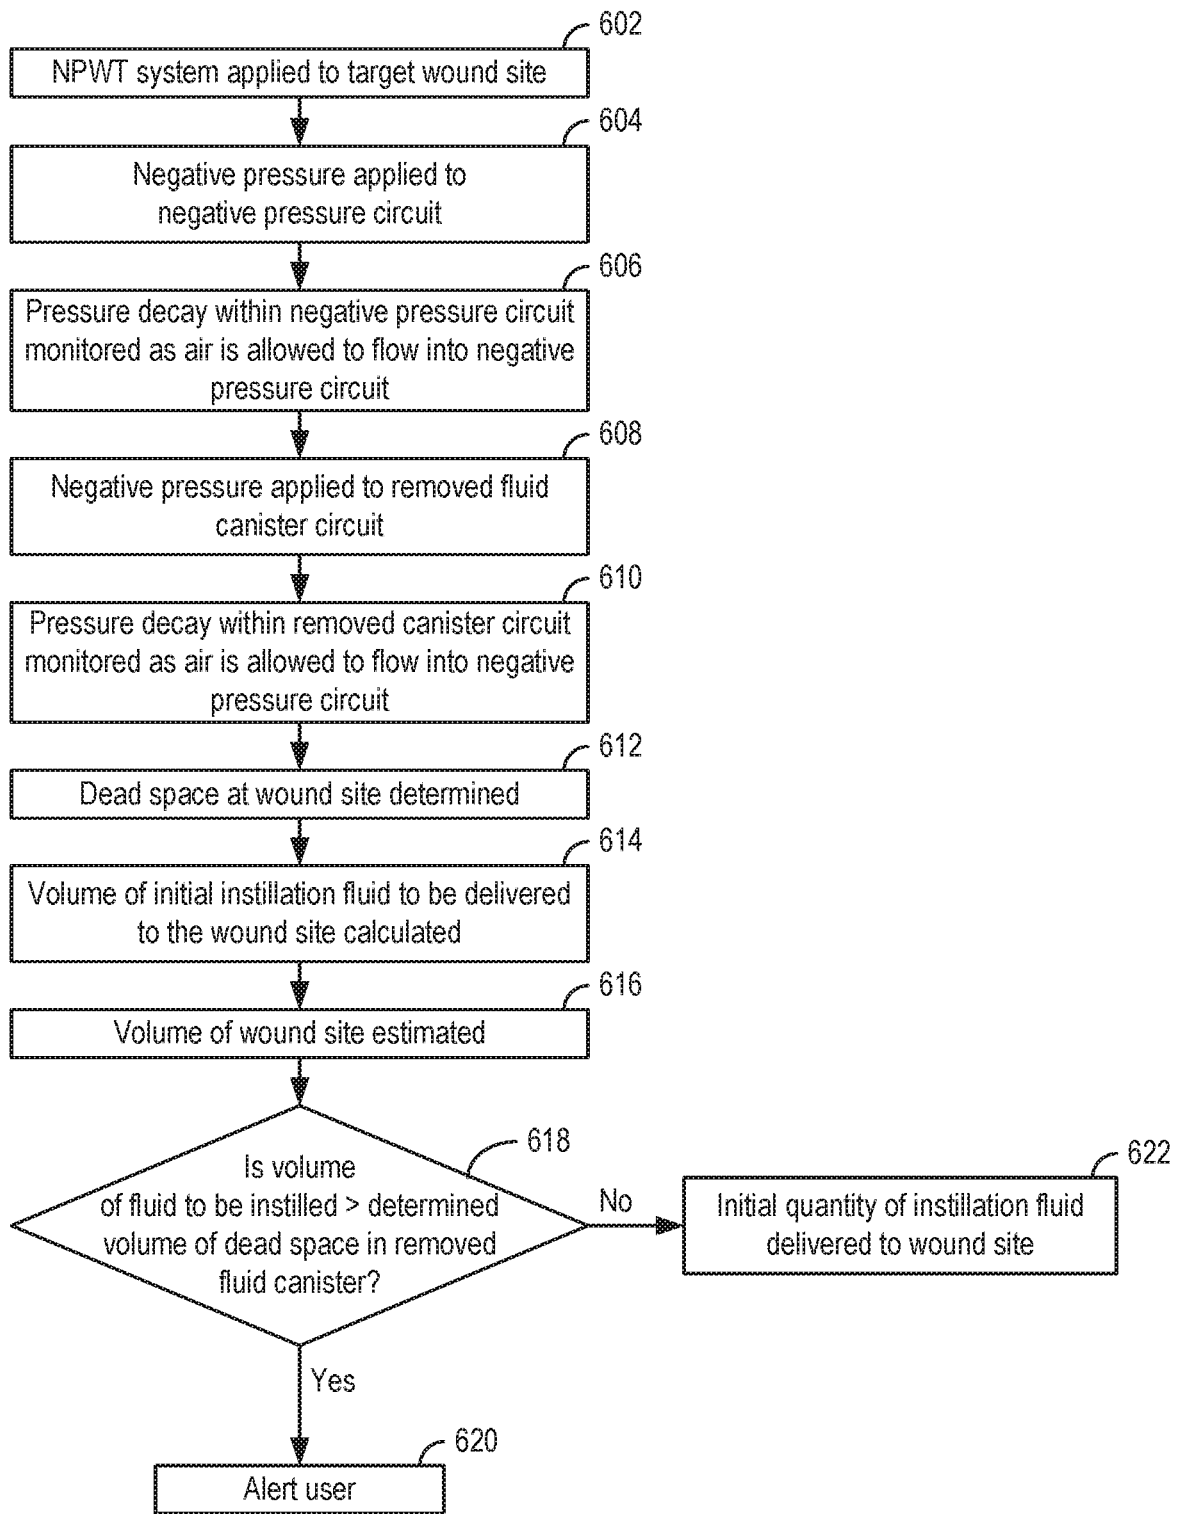 602
NPWT system applied to target wound site
604
Negative pressure applied to
negative pressure circuit
606
Pressure decay within negative pressure circuit
monitored as air is allowed to flow into negative
pressure circuit
608
Negative pressure applied to removed fluid
canister circuit
610
Pressure decay within removed canister circuit
monitored as air is allowed to flow into negative
pressure circuit
612
Dead space at wound site determined
614
Volume of initial instillation fluid to be delivered
to the wound site calculated
616
Volume of wound site estimated
618
Is volume
of fluid to be instilled > determined
volume of dead space in removed
fluid canister?
No
622
Initial quantity of instillation fluid
delivered to wound site
Yes
620
Alert user